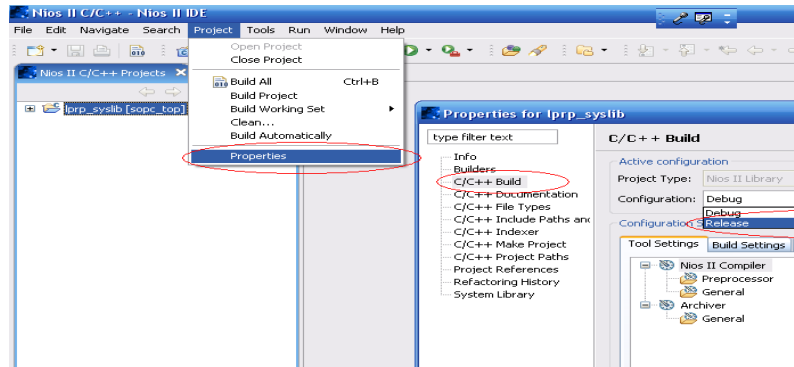 Nios II C/C++ - Nios II IDE
File Edit Navigate Search Project Tools Run Window Help
Open Project
Close Project
Nios II C/C++ Projects
Build All Ctrl+B
Build Project
Build Working Set
Clean...
Build Automatically
Properties
lprp_syslib [sopc_top]
Properties for lprp_syslib
type filter text
Info
Builders
C/C++ Build
C/C++ Documentation
C/C++ File Types
C/C++ Include Paths and
C/C++ Indexer
C/C++ Make Project
C/C++ Project Paths
Project References
Refactoring History
System Library
C/C++ Build
Active configuration
Project Type: Nios II Library
Configuration: Debug
Debug
Release
Configuration S
Tool Settings Build Settings
Nios II Compiler
Preprocessor
General
Archiver
General